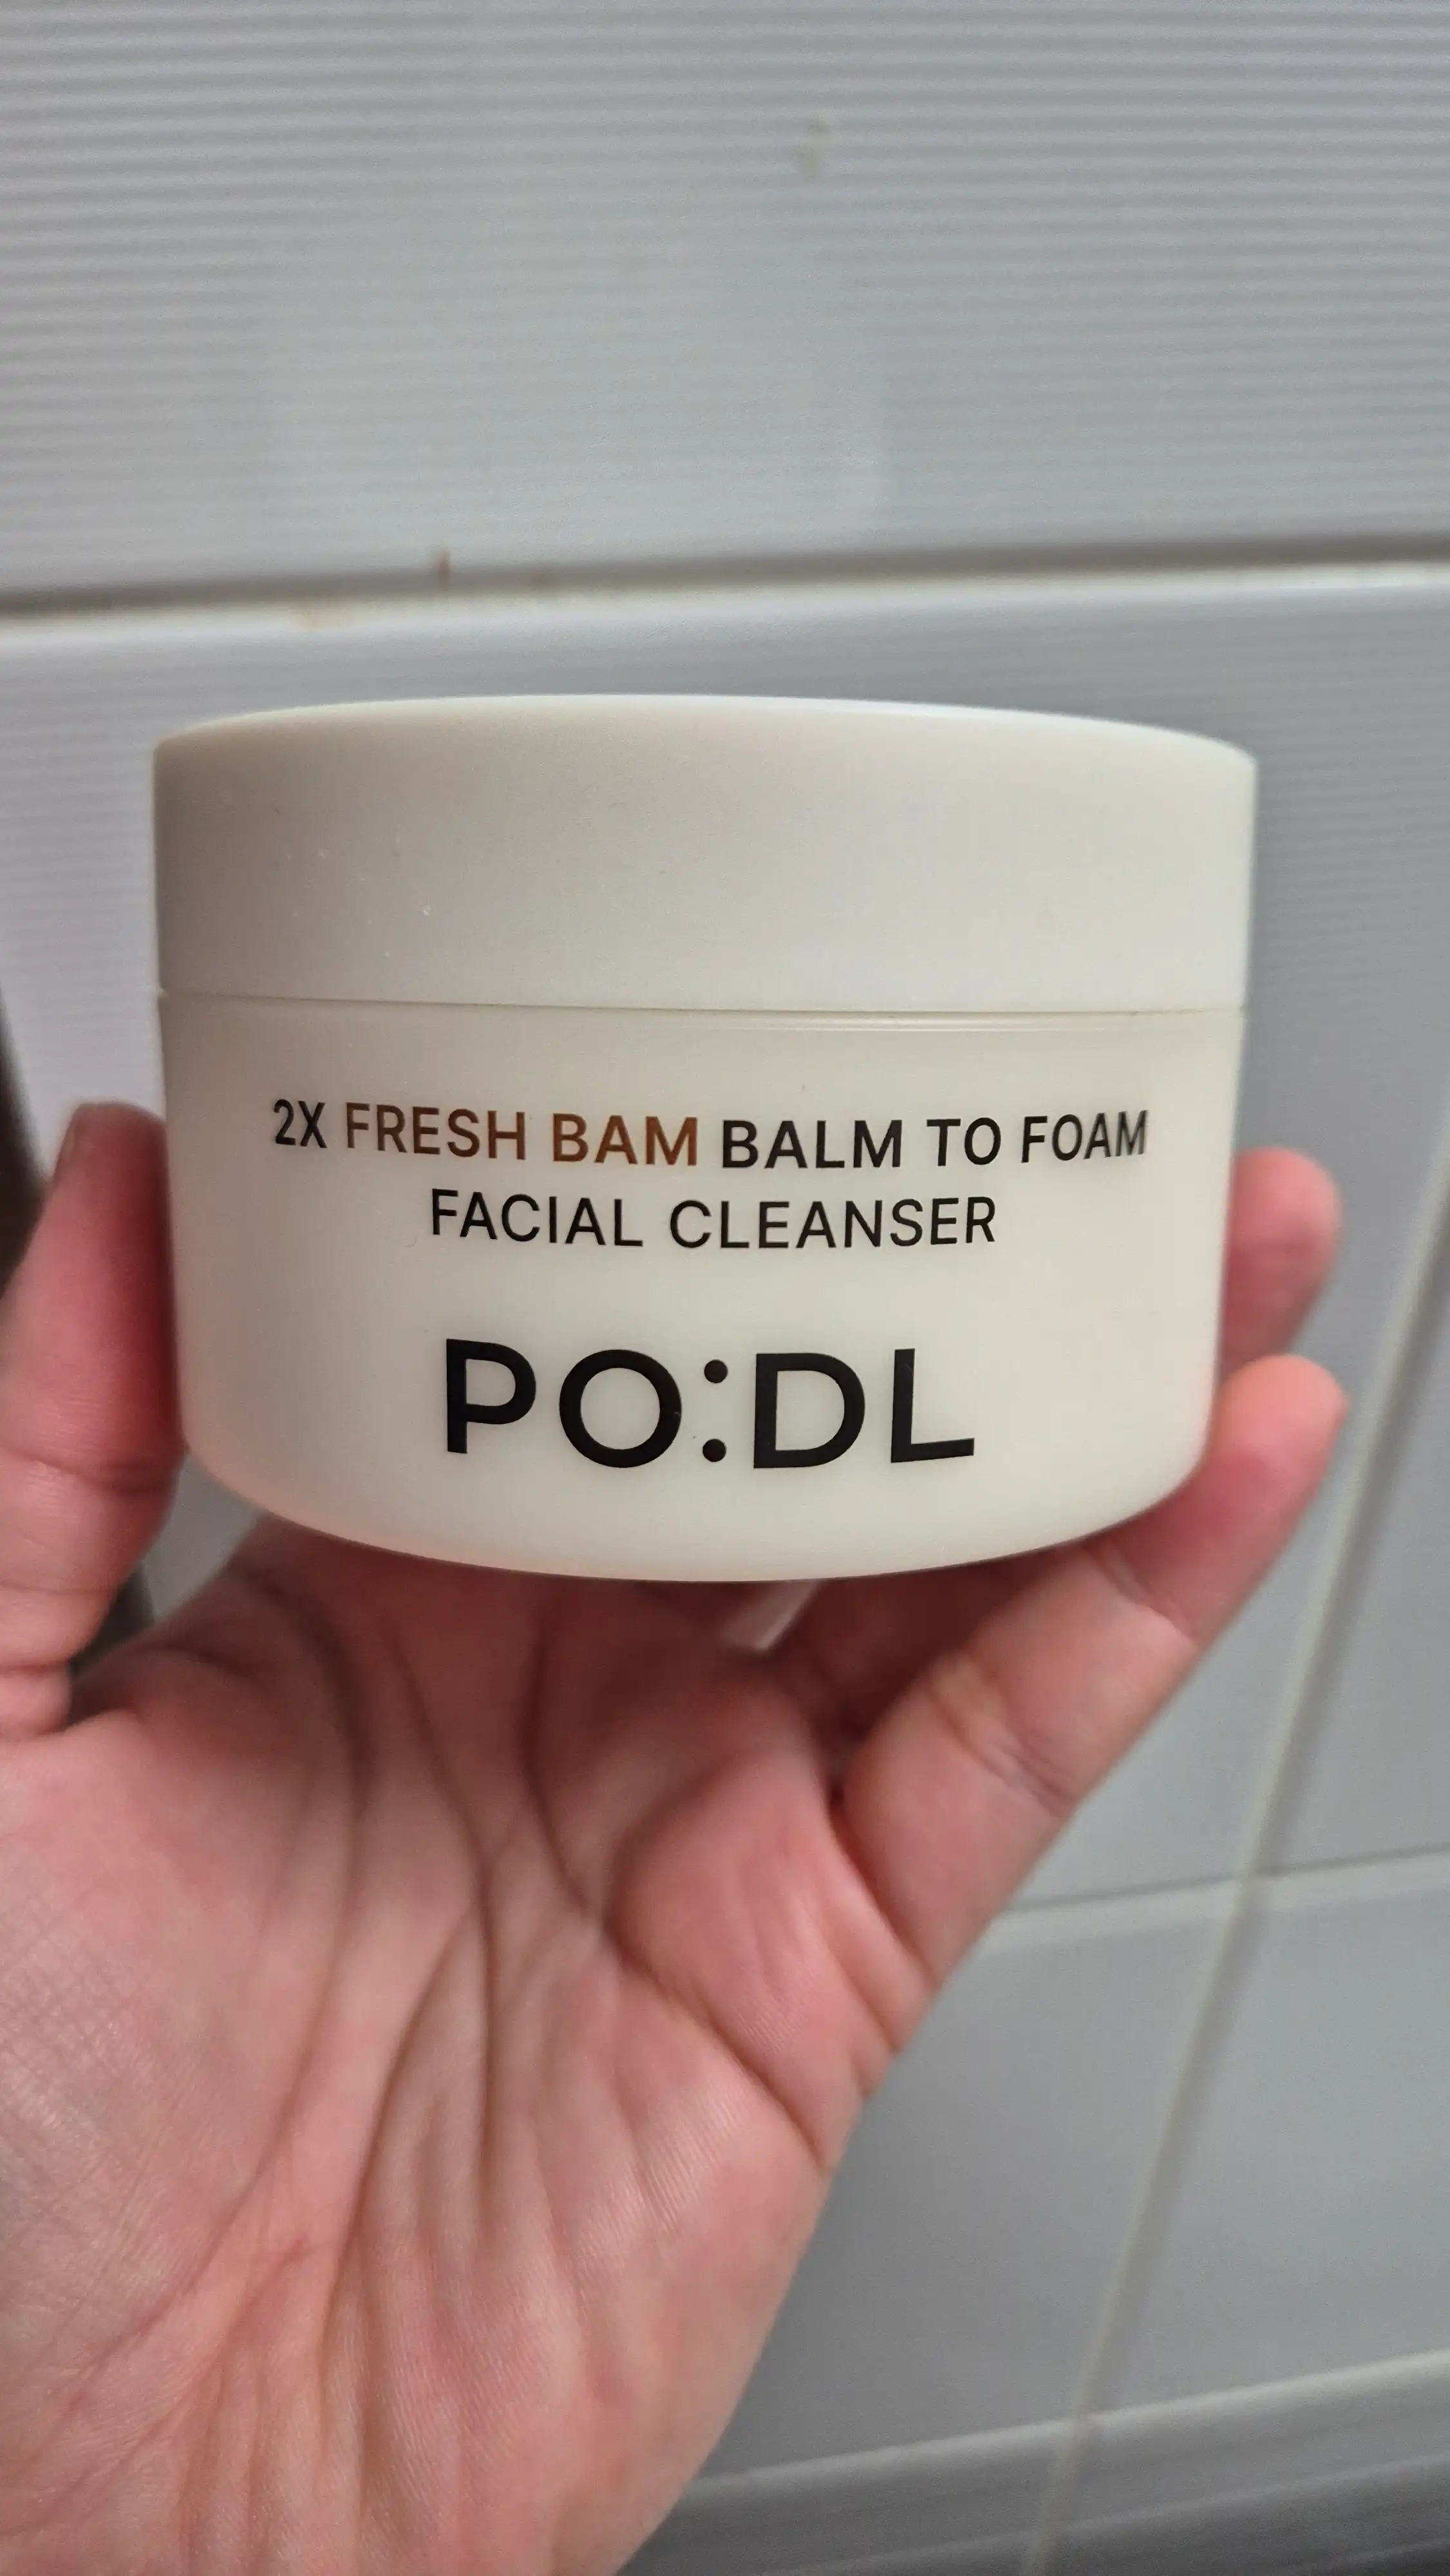 2X FRESH BAM BALM TO FOAM
FACIAL CLEANSER
PO:DL